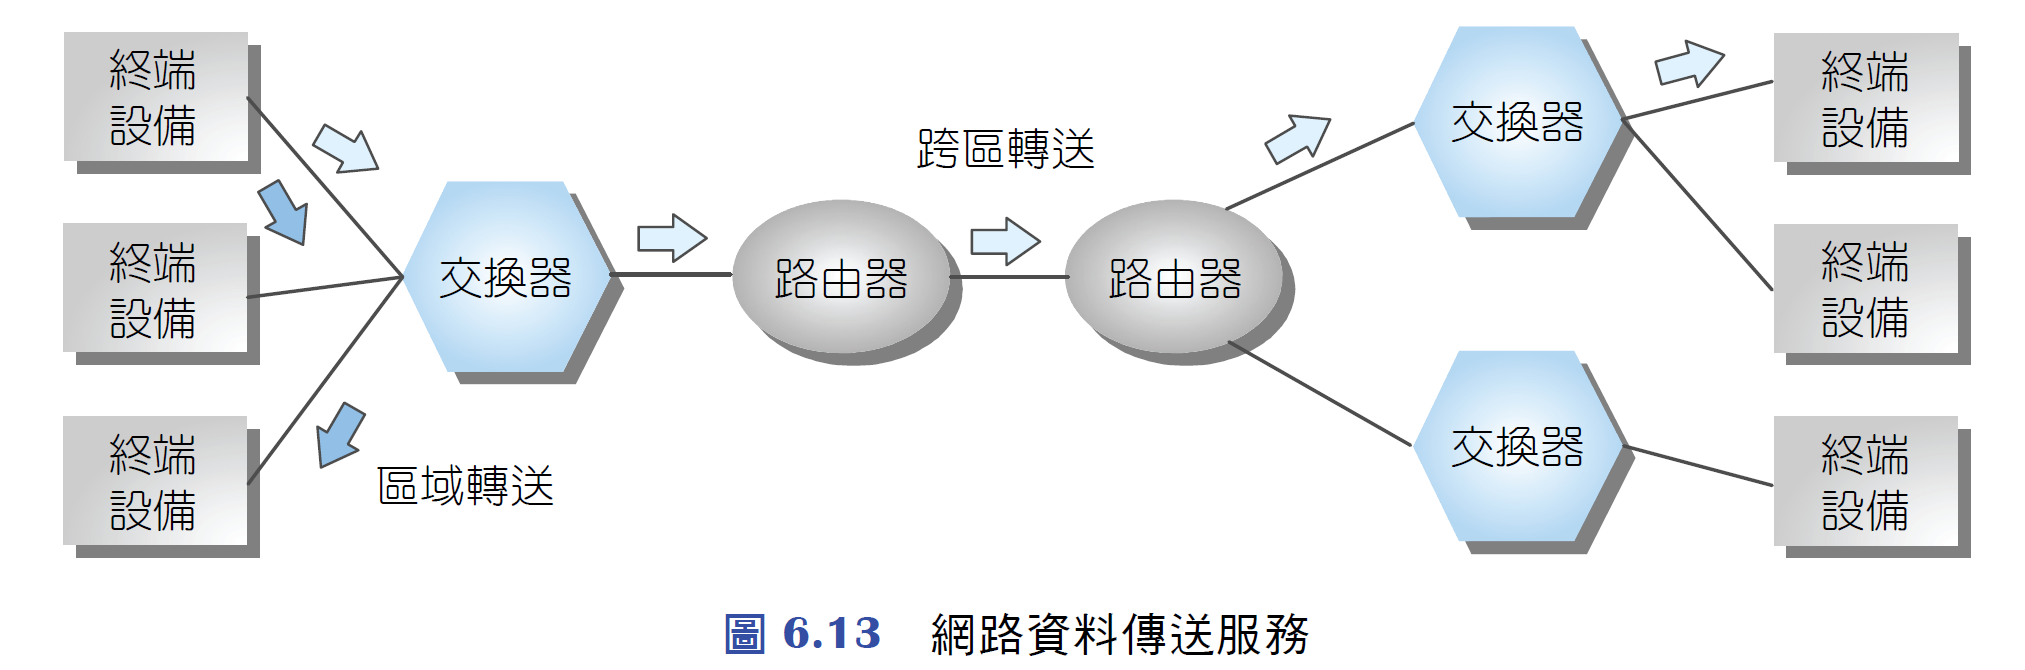 終端
設備
終端
設備
終端
設備
區域轉送
交換器
路由器
跨區轉送
路由器
交換器
交換器
終端
設備
終端
設備
終端
設備
圖 6.13 網路資料傳送服務